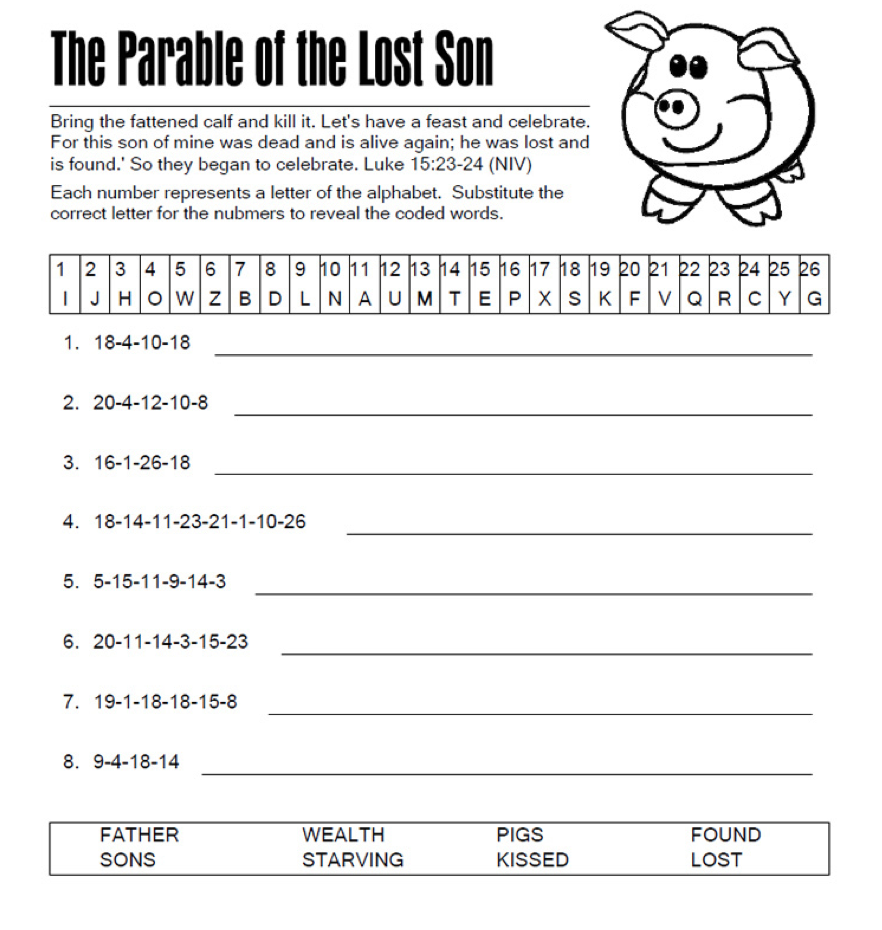 The Parable of the Lost Son
Bring the fattened calf and kill it. Let's have a feast and celebrate.
For this son of mine was dead and is alive again; he was lost and
is found.' So they began to celebrate. Luke 15:23-24 (NIV)
Each number represents a letter of the alphabet. Substitute the
correct letter for the nubmers to reveal the coded words.
1 2 3 4 5 6 7 8 9 10 11 12 13 14 15 16 17 18 19 20 21 22 23 24 25 26
I J H O W Z B D L N A U M T E P X S K F V Q R C Y G
1. 18-4-10-18
2. 20-4-12-10-8
3. 16-1-26-18
4. 18-14-11-23-21-1-10-26
5. 5-15-11-9-14-3
6. 20-11-14-3-15-23
7. 19-1-18-18-15-8
8. 9-4-18-14
FATHER WEALTH PIGS FOUND
SONS STARVING KISSED LOST